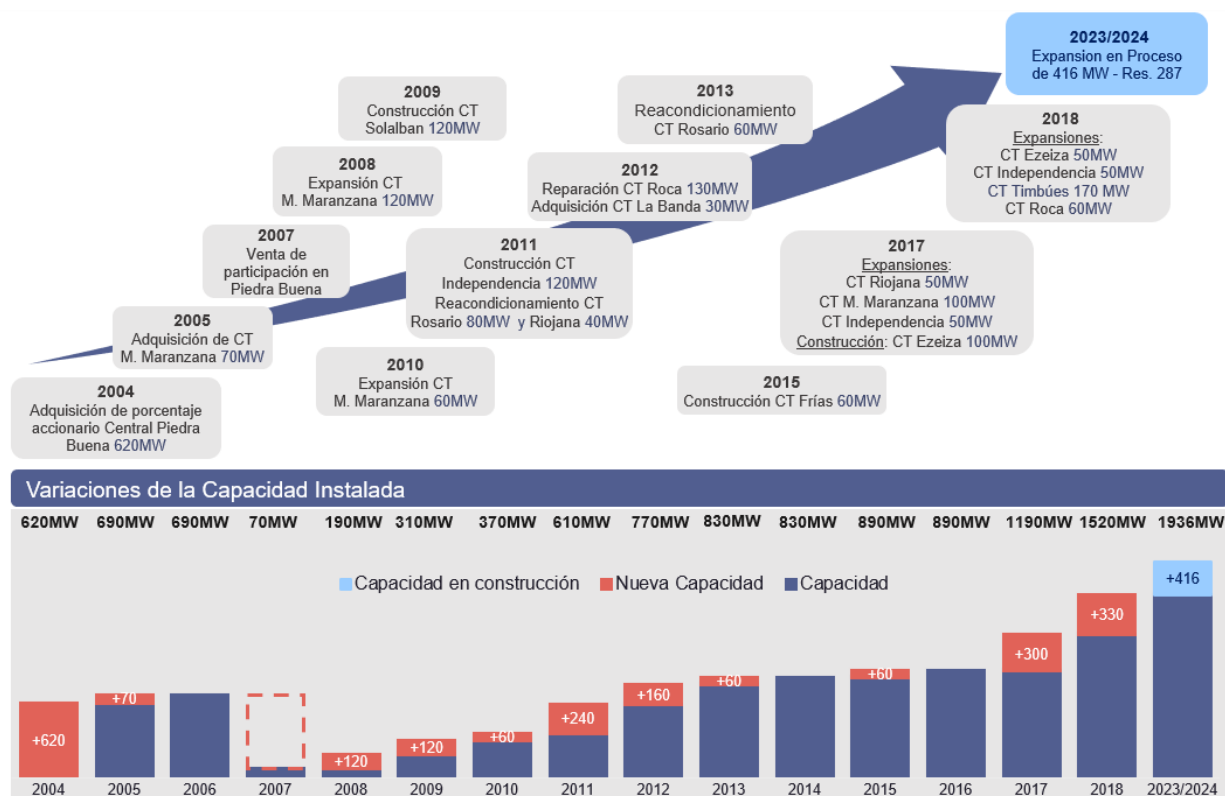 2023/2024
Expansion en Proceso
de 416 MW - Res. 287
2009
Construcción CT
Solalban 120MW
2013
Reacondicionamiento
CT Rosario 60MW
2018
Expansiones:
CT Ezeiza 50MW
CT Independencia 50MW
CT Timbúes 170 MW
CT Roca 60MW
2008
Expansión CT
M. Maranzana 120MW
2012
Reparación CT Roca 130MW
Adquisición CT La Banda 30MW
2007
Venta de
participación en
Piedra Buena
2011
Construcción CT
Independencia 120MW
Reacondicionamiento CT
Rosario 80MW y Riojana 40MW
2017
Expansiones:
CT Riojana 50MW
CT M. Maranzana 100MW
CT Independencia 50MW
Construcción: CT Ezeiza 100MW
2005
Adquisición de CT
M. Maranzana 70MW
2010
Expansión CT
M. Maranzana 60MW
2015
Construcción CT Frías 60MW
2004
Adquisición de porcentaje
accionario Central Piedra
Buena 620MW
Variaciones de la Capacidad Instalada
620MW 690MW 690MW 70MW 190MW 310MW 370MW 610MW 770MW 830MW 830MW 890MW 890MW 1190MW 1520MW 1936MW
Capacidad en construcción Nueva Capacidad Capacidad
+620 +70 +120 +120 +60 +240 +160 +60 +60 +300 +330 +416
2004 2005 2006 2007 2008 2009 2010 2011 2012 2013 2014 2015 2016 2017 2018 2023/2024